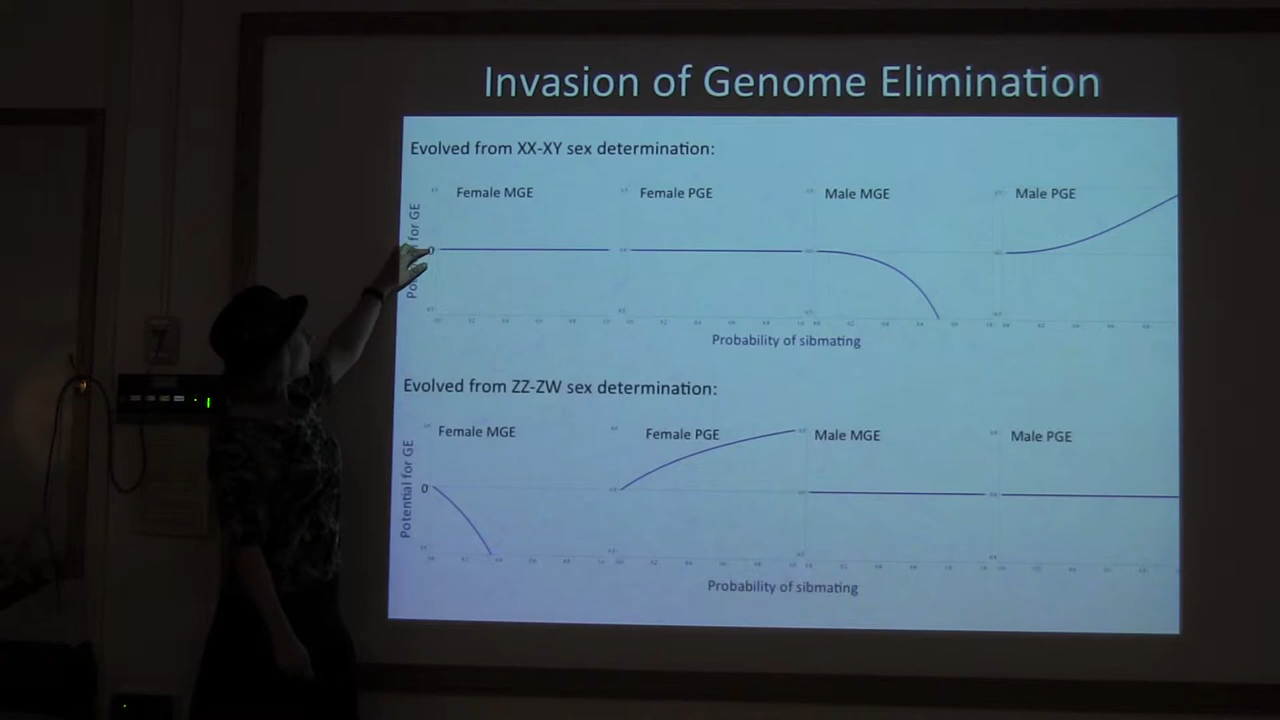 Invasion of Genome Elimination
Evolved from XX-XY sex determination:
Female MGE
Female PGE
Male MGE
Male PGE
for GE
0
Probability of sibmating
Evolved from ZZ-ZW sex determination:
Female MGE
Female PGE
Male MGE
Male PGE
Potential for GE
0
Probability of sibmating